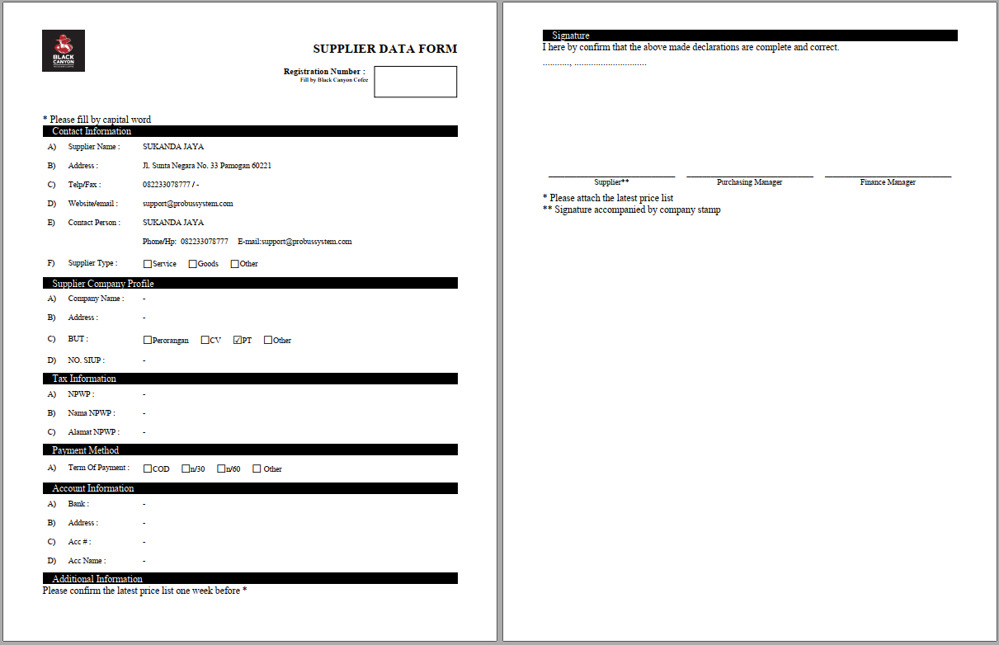 BLACK
CANYON
SUPPLIER DATA FORM
Registration Number :
Fill by Black Canyon Cofee
* Please fill by capital word
Contact Information
A) Supplier Name : SUKANDA JAYA
B) Address : Jl. Sunta Negara No. 33 Pamogan 60221
C) Telp/Fax : 082233078777 / -
D) Website/email : support@probussystem.com
E) Contact Person : SUKANDA JAYA
Phone/Hp: 082233078777 E-mail:support@probussystem.com
F) Supplier Type : ☐Service ☐Goods ☐Other
Supplier Company Profile
A) Company Name : -
B) Address : -
C) BUT : ☐Perorangan ☐CV ☑PT ☐Other
D) NO. SIUP : -
Tax Information
A) NPWP : -
B) Nama NPWP : -
C) Alamat NPWP : -
Payment Method
A) Term Of Payment : ☐COD ☐n/30 ☐n/60 ☐ Other
Account Information
A) Bank : -
B) Address : -
C) Acc # : -
D) Acc Name : -
Additional Information
Please confirm the latest price list one week before *
Signature
I here by confirm that the above made declarations are complete and correct.
..........., ..............................
Supplier** Purchasing Manager Finance Manager
* Please attach the latest price list
** Signature accompanied by company stamp